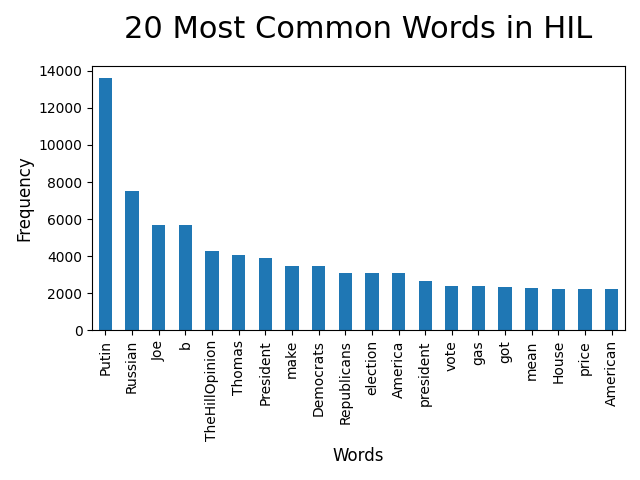 20 Most Common Words in HIL
14000
12000
10000
8000
6000
4000
2000
0
Frequency
Putin
Russian
Joe
b
TheHillOpinion
Thomas
President
make
Democrats
Republicans
election
America
president
vote
gas
got
mean
House
price
American
Words